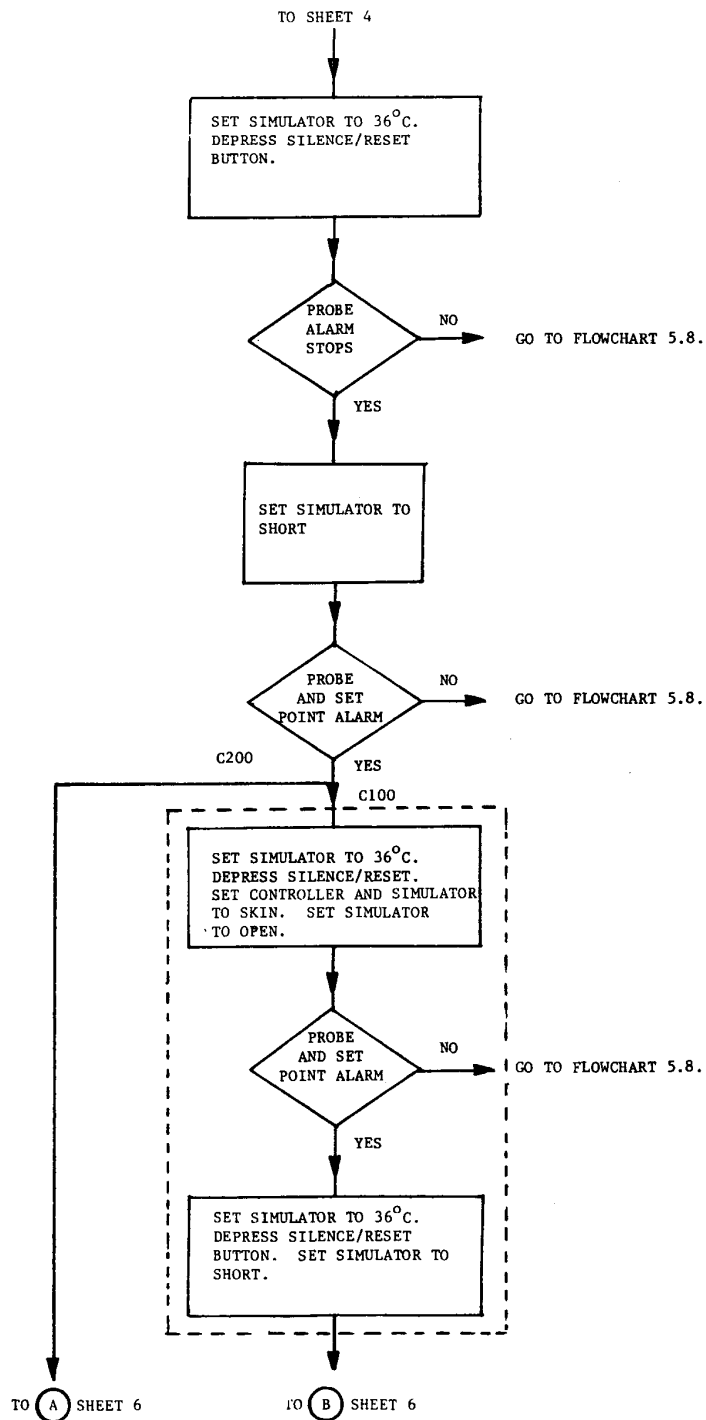 TO SHEET 4
SET SIMULATOR TO 36°C.
DEPRESS SILENCE/RESET
BUTTON.
PROBE
ALARM
STOPS
NO
GO TO FLOWCHART 5.8.
YES
SET SIMULATOR TO
SHORT
PROBE
AND SET
POINT ALARM
NO
GO TO FLOWCHART 5.8.
YES
C200
C100
SET SIMULATOR TO 36°C.
DEPRESS SILENCE/RESET.
SET CONTROLLER AND SIMULATOR
TO SKIN. SET SIMULATOR
TO OPEN.
PROBE
AND SET
POINT ALARM
NO
GO TO FLOWCHART 5.8.
YES
SET SIMULATOR TO 36°C.
DEPRESS SILENCE/RESET
BUTTON. SET SIMULATOR TO
SHORT.
TO A SHEET 6
TO B SHEET 6